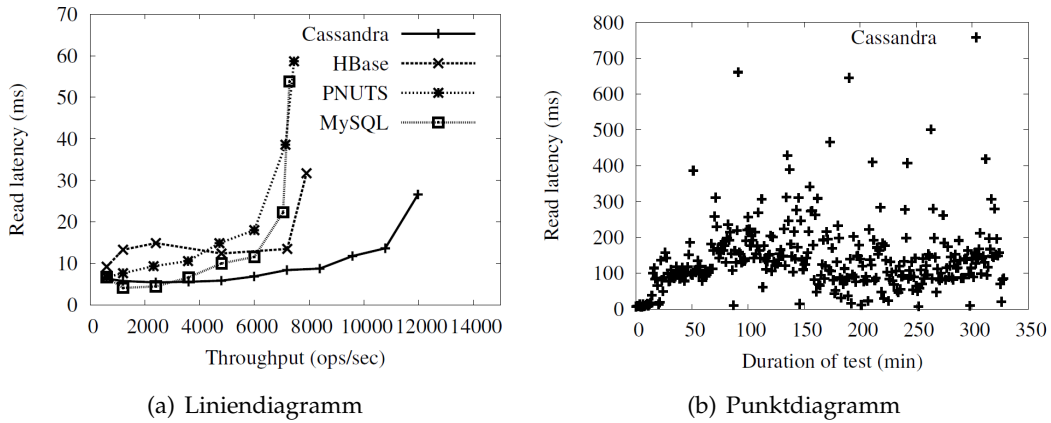 70
60
50
40
30
20
10
0
Read latency (ms)
Cassandra
HBase
PNUTS
MySQL
0 2000 4000 6000 8000 10000 12000 14000
Throughput (ops/sec)
(a) Liniendiagramm
800
700
600
500
400
300
200
100
0
Read latency (ms)
Cassandra
0 50 100 150 200 250 300 350
Duration of test (min)
(b) Punktdiagramm